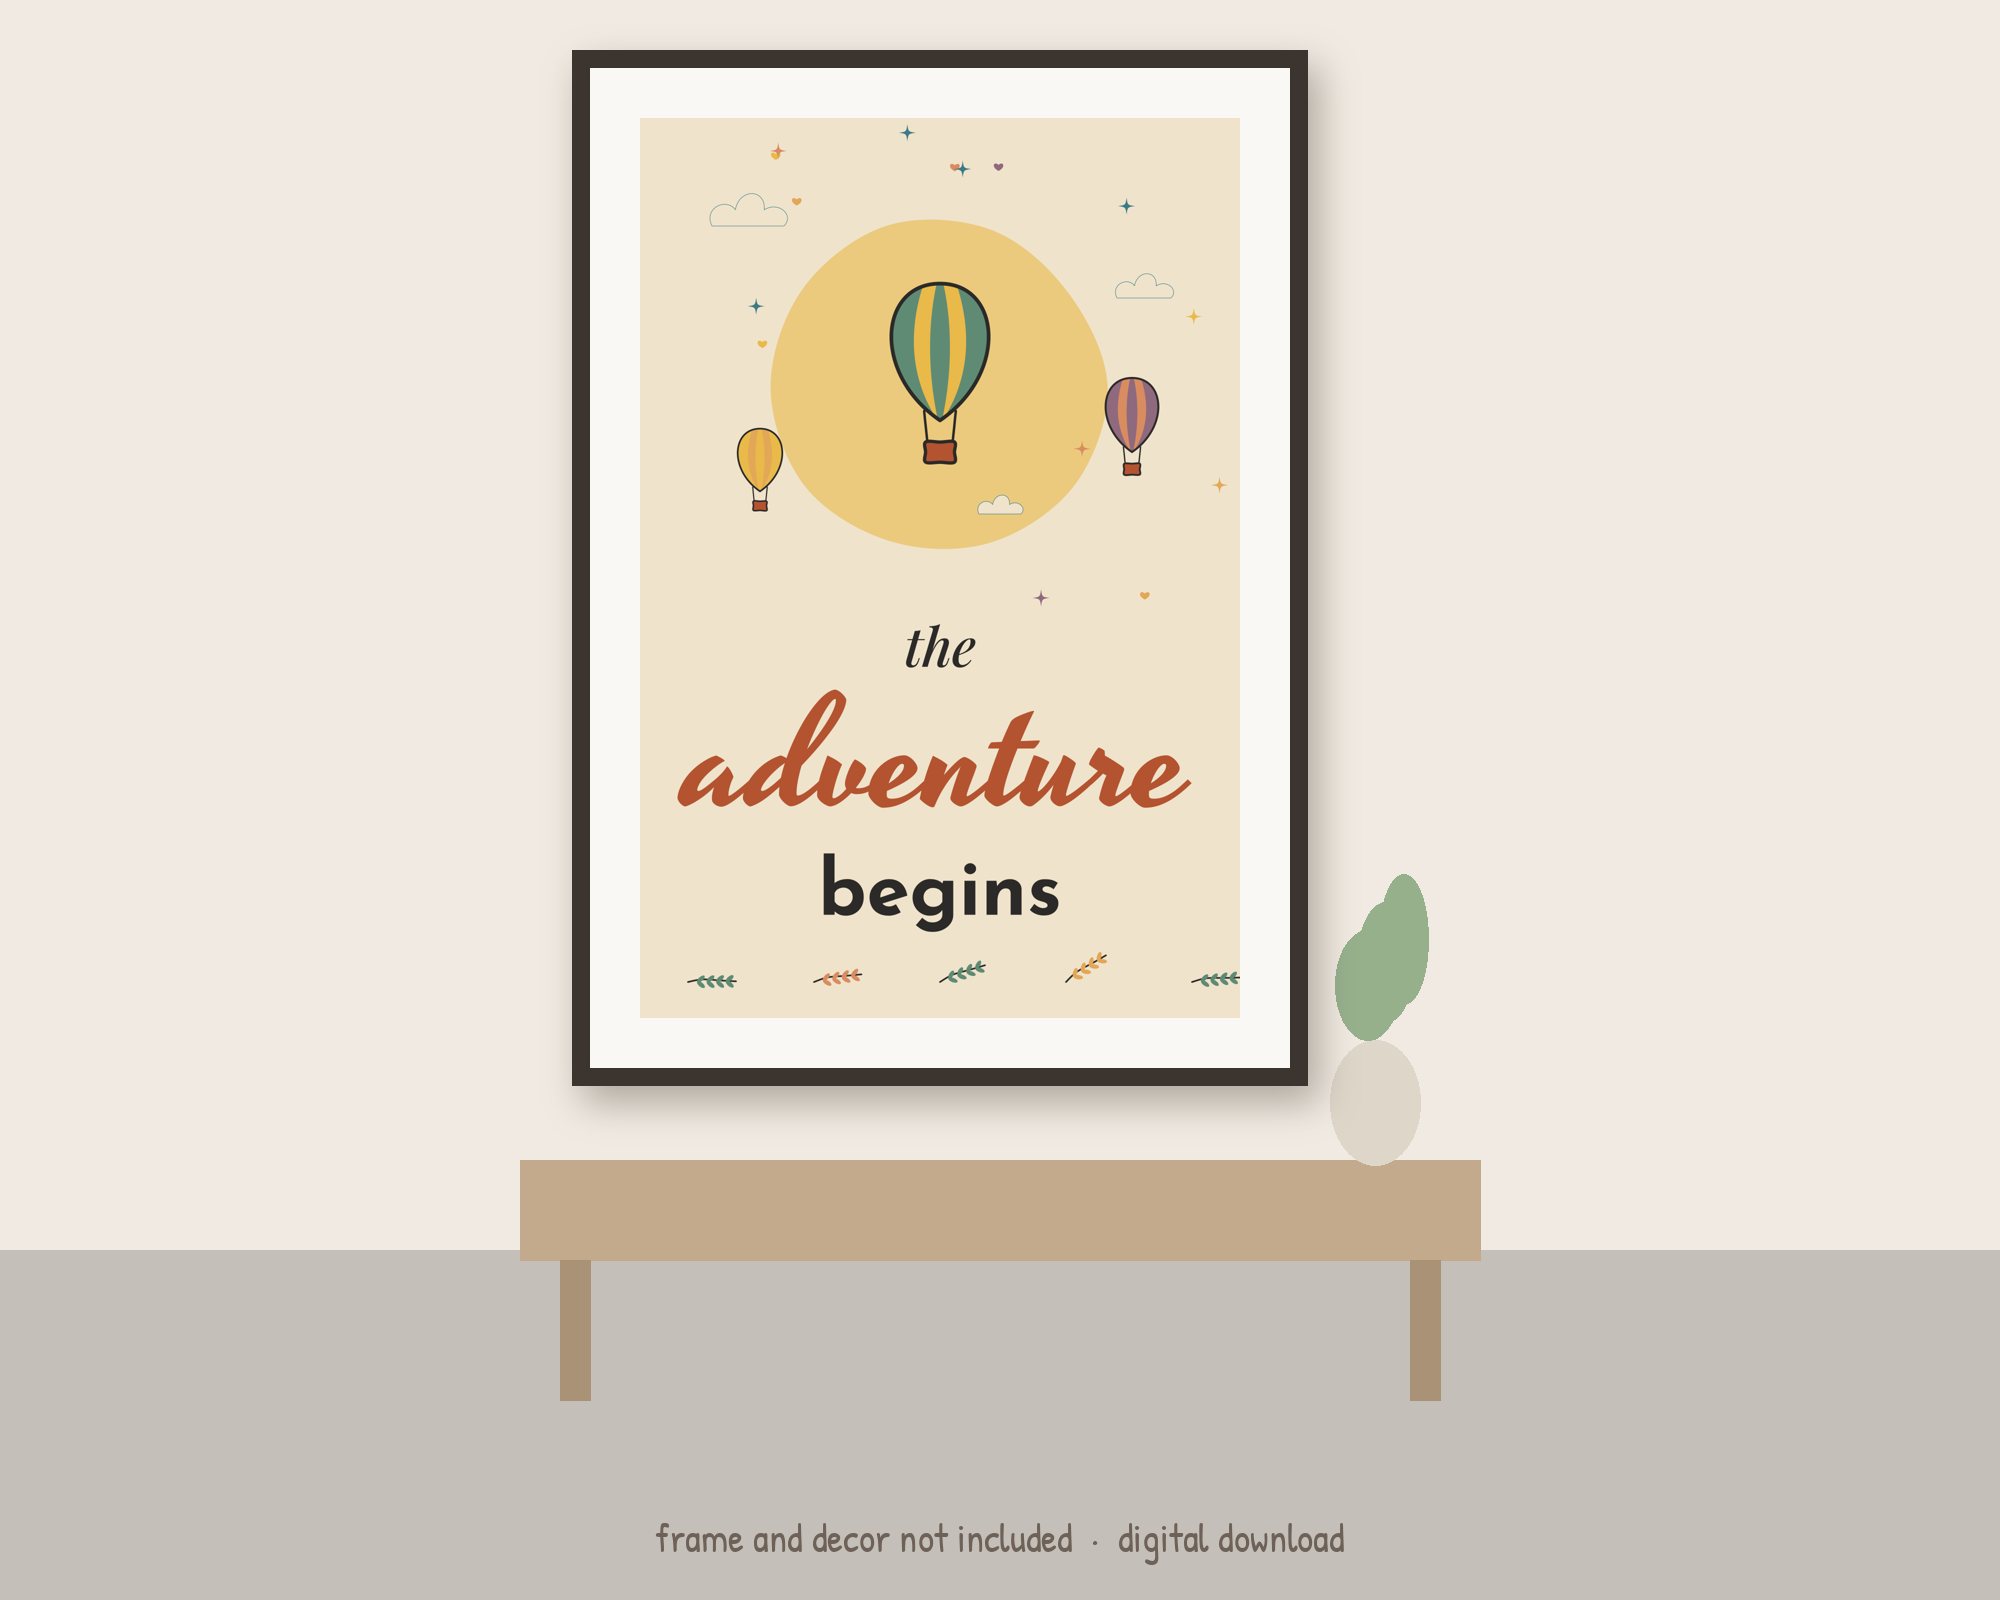 the
adventure
begins
frame and decor not included · digital download